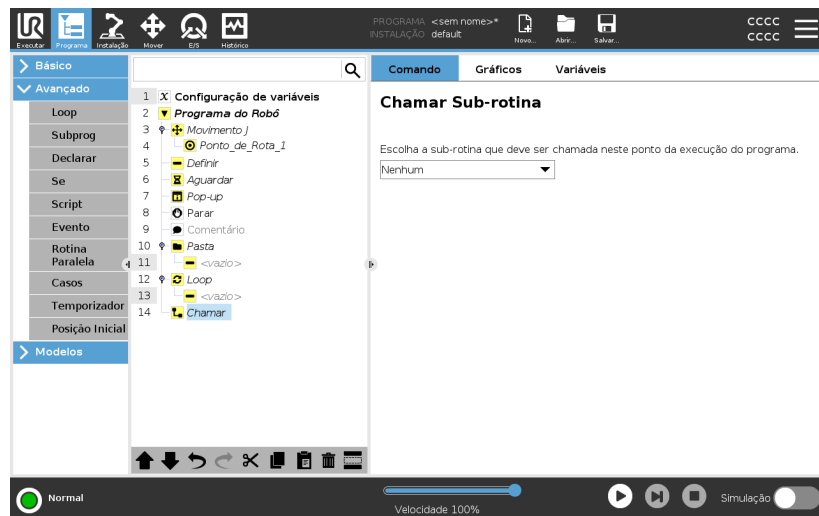 PROGRAMA <sem nome>*
INSTALAÇÃO default
CCCC
CCCC
Executar
Programa
Instalação
Mover
E/S
Histórico
Novo...
Abrir...
Salvar...
Básico
Avançado
Loop
Subprog
Declarar
Se
Script
Evento
Rotina
Paralela
Casos
Temporizador
Posição Inicial
Modelos
1 X Configuração de variáveis
2 Programa do Robô
3 Movimento J
4 Ponto_de_Rota_1
5 Definir
6 Aguardar
7 Pop-up
8 Parar
9 Comentário
10 Pasta
11 <vazio>
12 Loop
13 <vazio>
14 Chamar
Comando Gráficos Variáveis
Chamar Sub-rotina
Escolha a sub-rotina que deve ser chamada neste ponto da execução do programa.
Nenhum
Normal
Velocidade 100%
Simulação